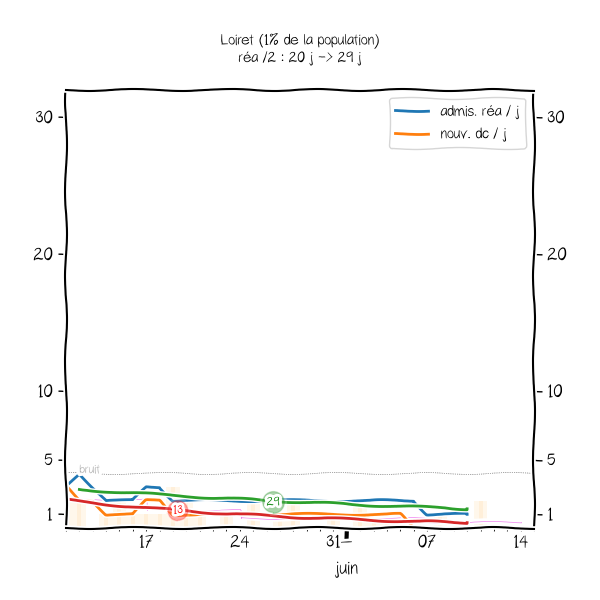 Loiret (1% de la population)
réa /2 : 20 j -> 29 j
admis. réa / j
nouv. dc / j
30
30
20
20
10
10
5
5
bruit
1
1
29
13
17
24
31
07
14
juin